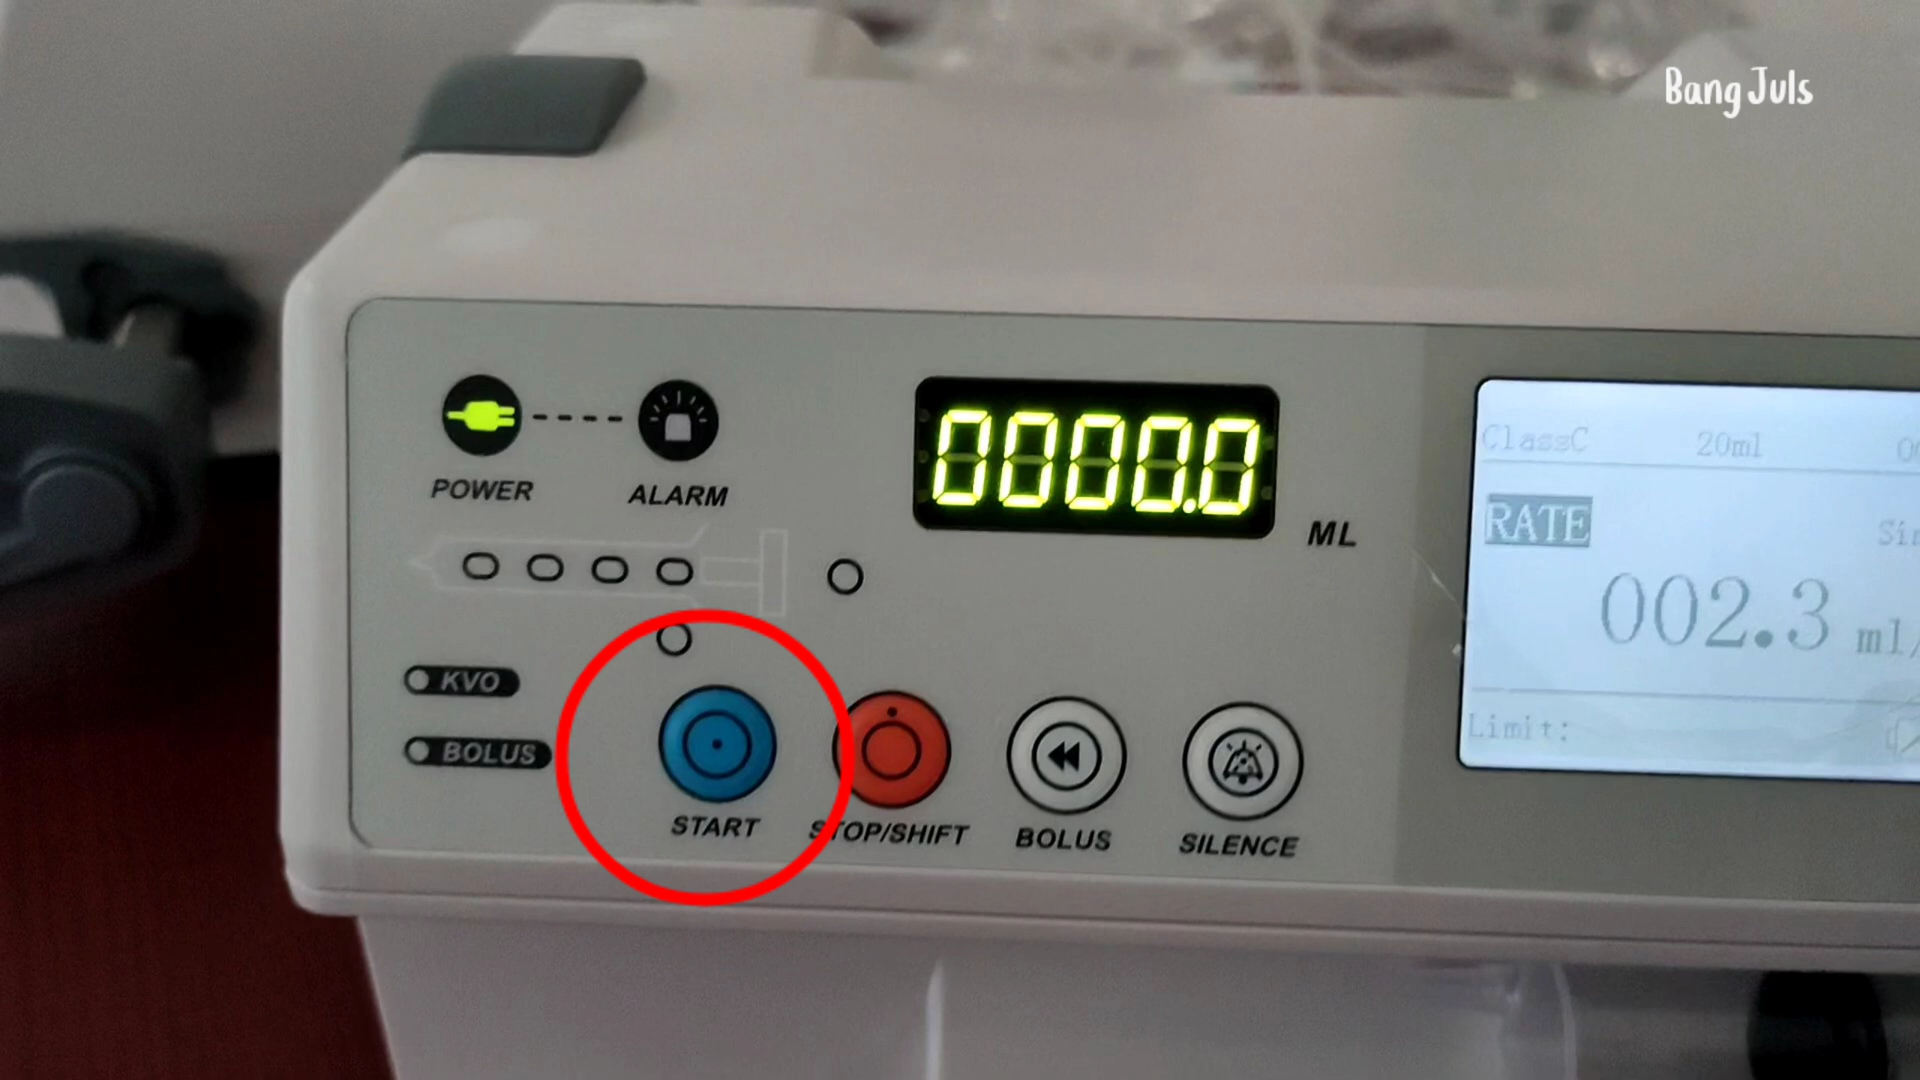 Bang Juls
POWER
ALARM
0000.0
ML
ClassC 20ml
RATE
002.3
Limit:
KVO
BOLUS
START
STOP/SHIFT
BOLUS
SILENCE